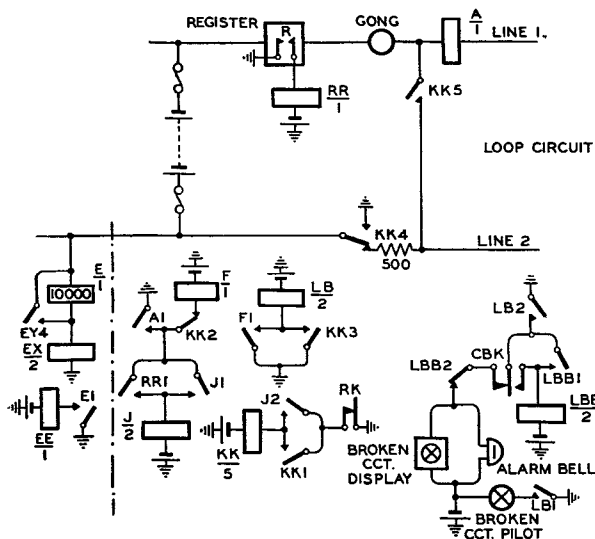 REGISTER
R
GONG
A
1
LINE 1.
RR
1
KK5
LOOP CIRCUIT
KK4
500
LINE 2
E
1
10000
EY4
EX
2
E1
EE
1
F
1
A1
KK2
RR1
J1
J
2
LB
2
F1
KK3
J2
RK
KK
5
KK1
LB2
LBB2
CBK
LBB1
LBB
2
BROKEN
CCT.
DISPLAY
ALARM BELL
LB1
BROKEN
CCT. PILOT